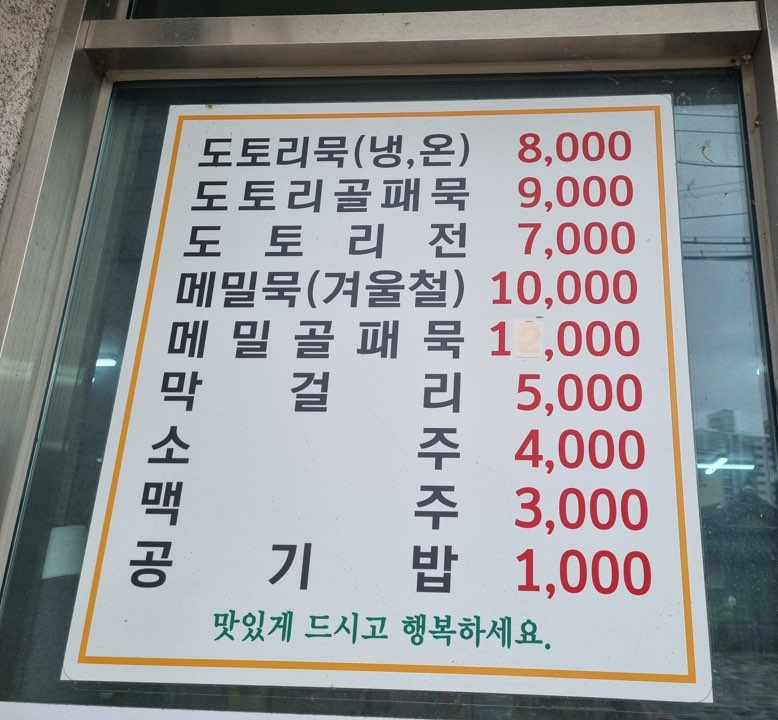 도토리묵(냉,온) 8,000
도토리골패묵 9,000
도토리전 7,000
메밀묵(겨울철) 10,000
메밀골패묵
막걸리 5,000
소주 4,000
맥주 3,000
공기밥 1,000
맛있게 드시고 행복하세요.